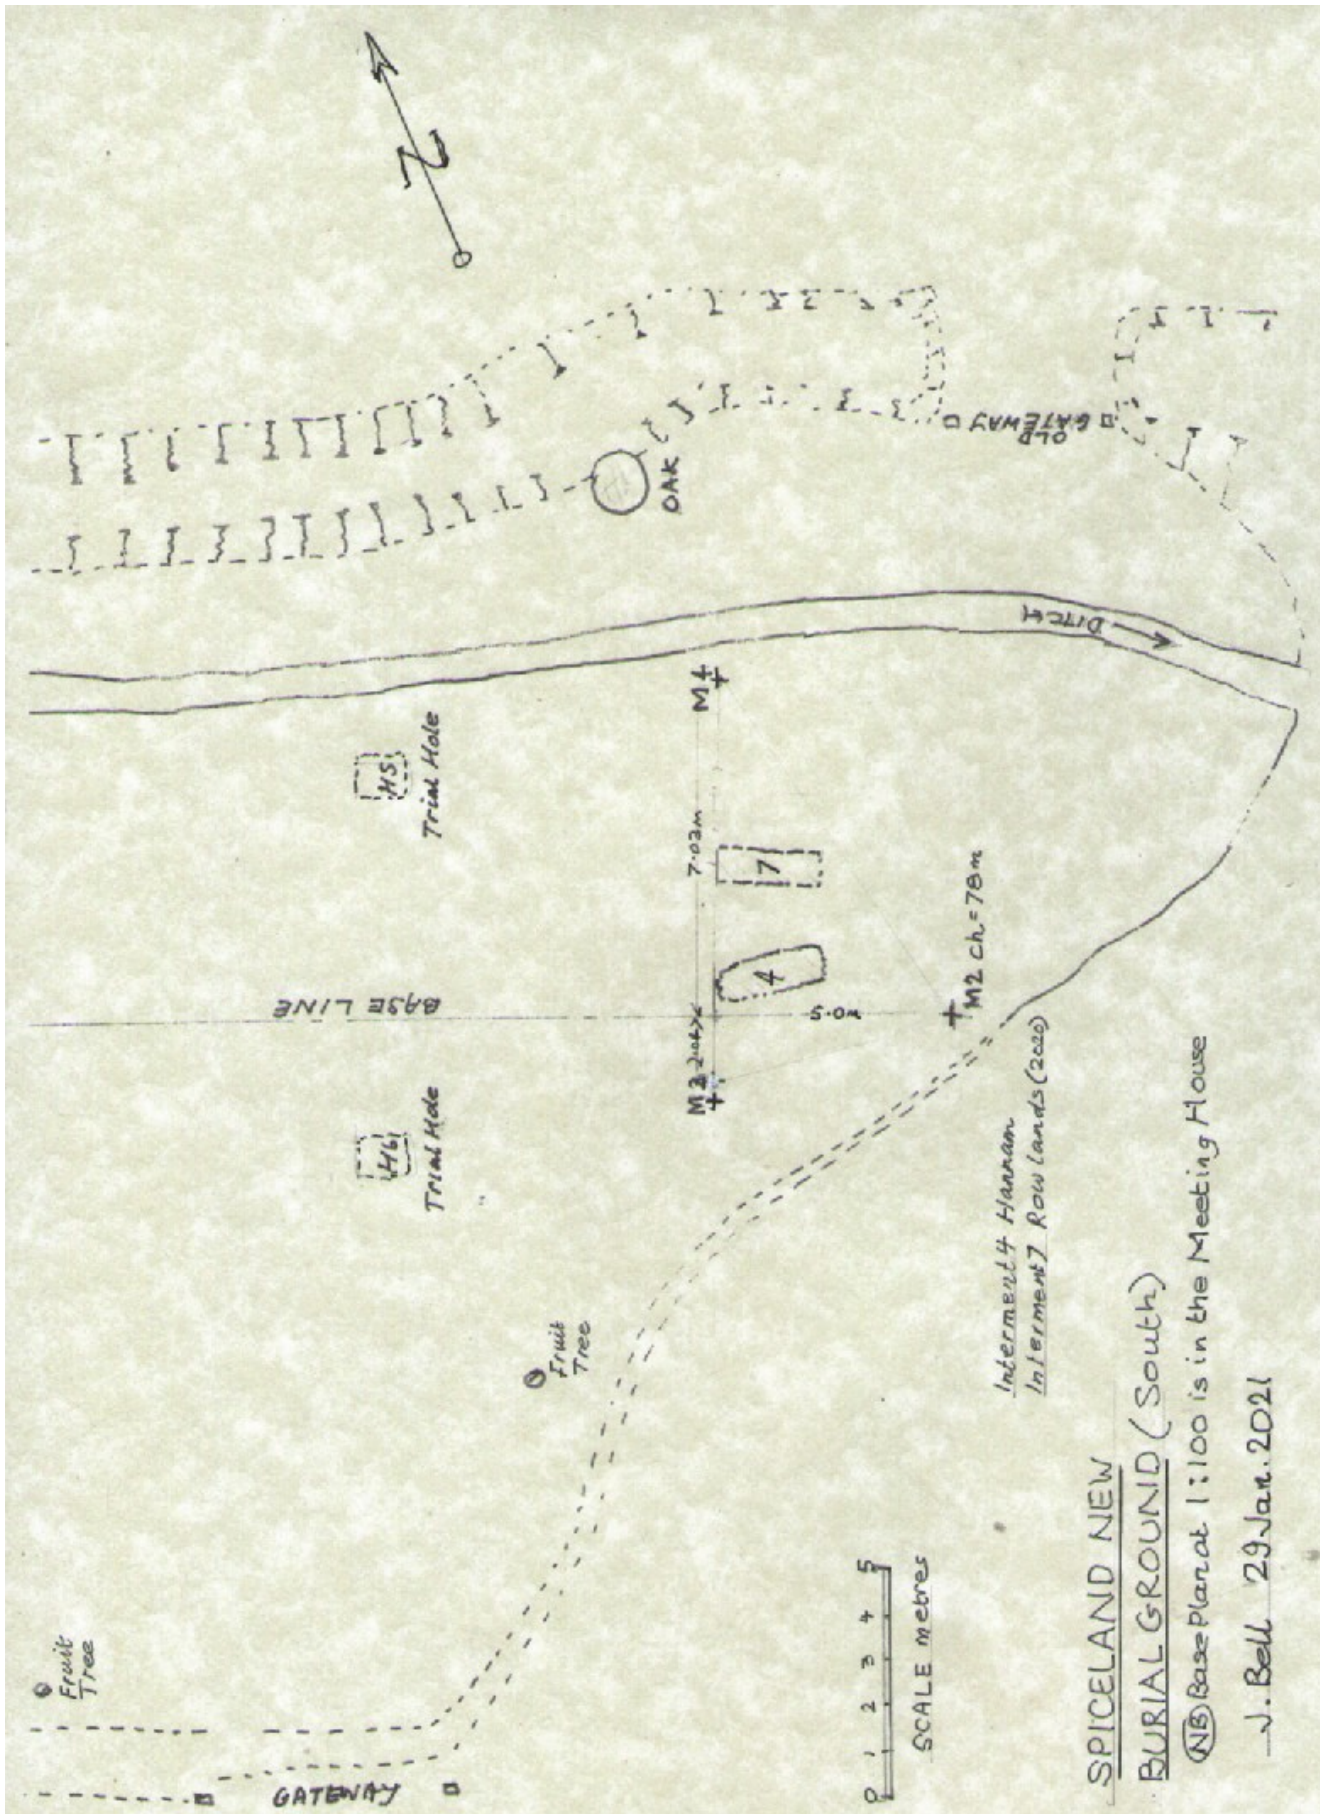 N
OLD
GATEWAY
OAK
DITCH
M4
H5
Trial Hole
7.02m
7
4
BASE LINE
5.0m
M2 ch.=78m
M3
H6
Trial Hole
Fruit
Tree
Fruit
Tree
GATEWAY
Interment 4 Hannam
Interment 7 Rowlands (2020)
0 1 2 3 4 5
SCALE metres
SPICELAND NEW
BURIAL GROUND (South)
NB Base Plan at 1:100 is in the Meeting House
J. Bell 29 Jan. 2021